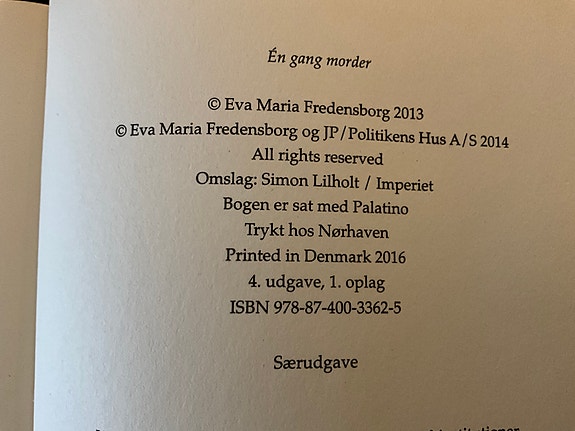 Én gang morder
© Eva Maria Fredensborg 2013
© Eva Maria Fredensborg og JP/Politikens Hus A/S 2014
All rights reserved
Omslag: Simon Lilholt / Imperiet
Bogen er sat med Palatino
Trykt hos Nørhaven
Printed in Denmark 2016
4. udgave, 1. oplag
ISBN 978-87-400-3362-5
Særudgave